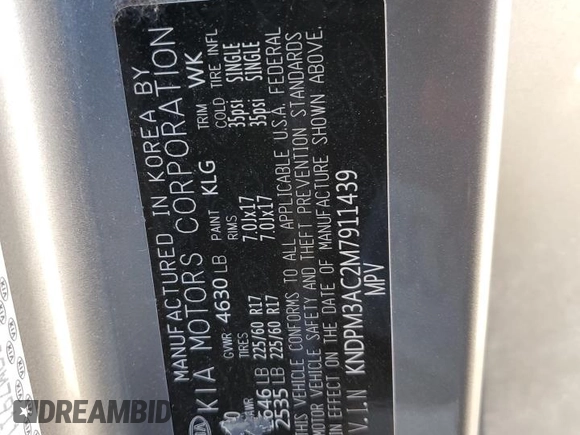 MANUFACTURED IN KOREA BY
KIA MOTORS CORPORATION
GVWR 4630 LB PAINT KLG TRIM WK
TIRES RIMS COLD TIRE INFL
LB 225/60 R17 7.0Jx17 35psi SINGLE
2535 LB 225/60 R17 7.0Jx17 35psi SINGLE
VEHICLE CONFORMS TO ALL APPLICABLE U.S.A. FEDERAL
MOTOR VEHICLE SAFETY AND THEFT PREVENTION STANDARDS
EFFECT ON THE DATE OF MANUFACTURE SHOWN ABOVE.
V.I.N KNDPM3AC2M7911439
MPV
DREAMBID